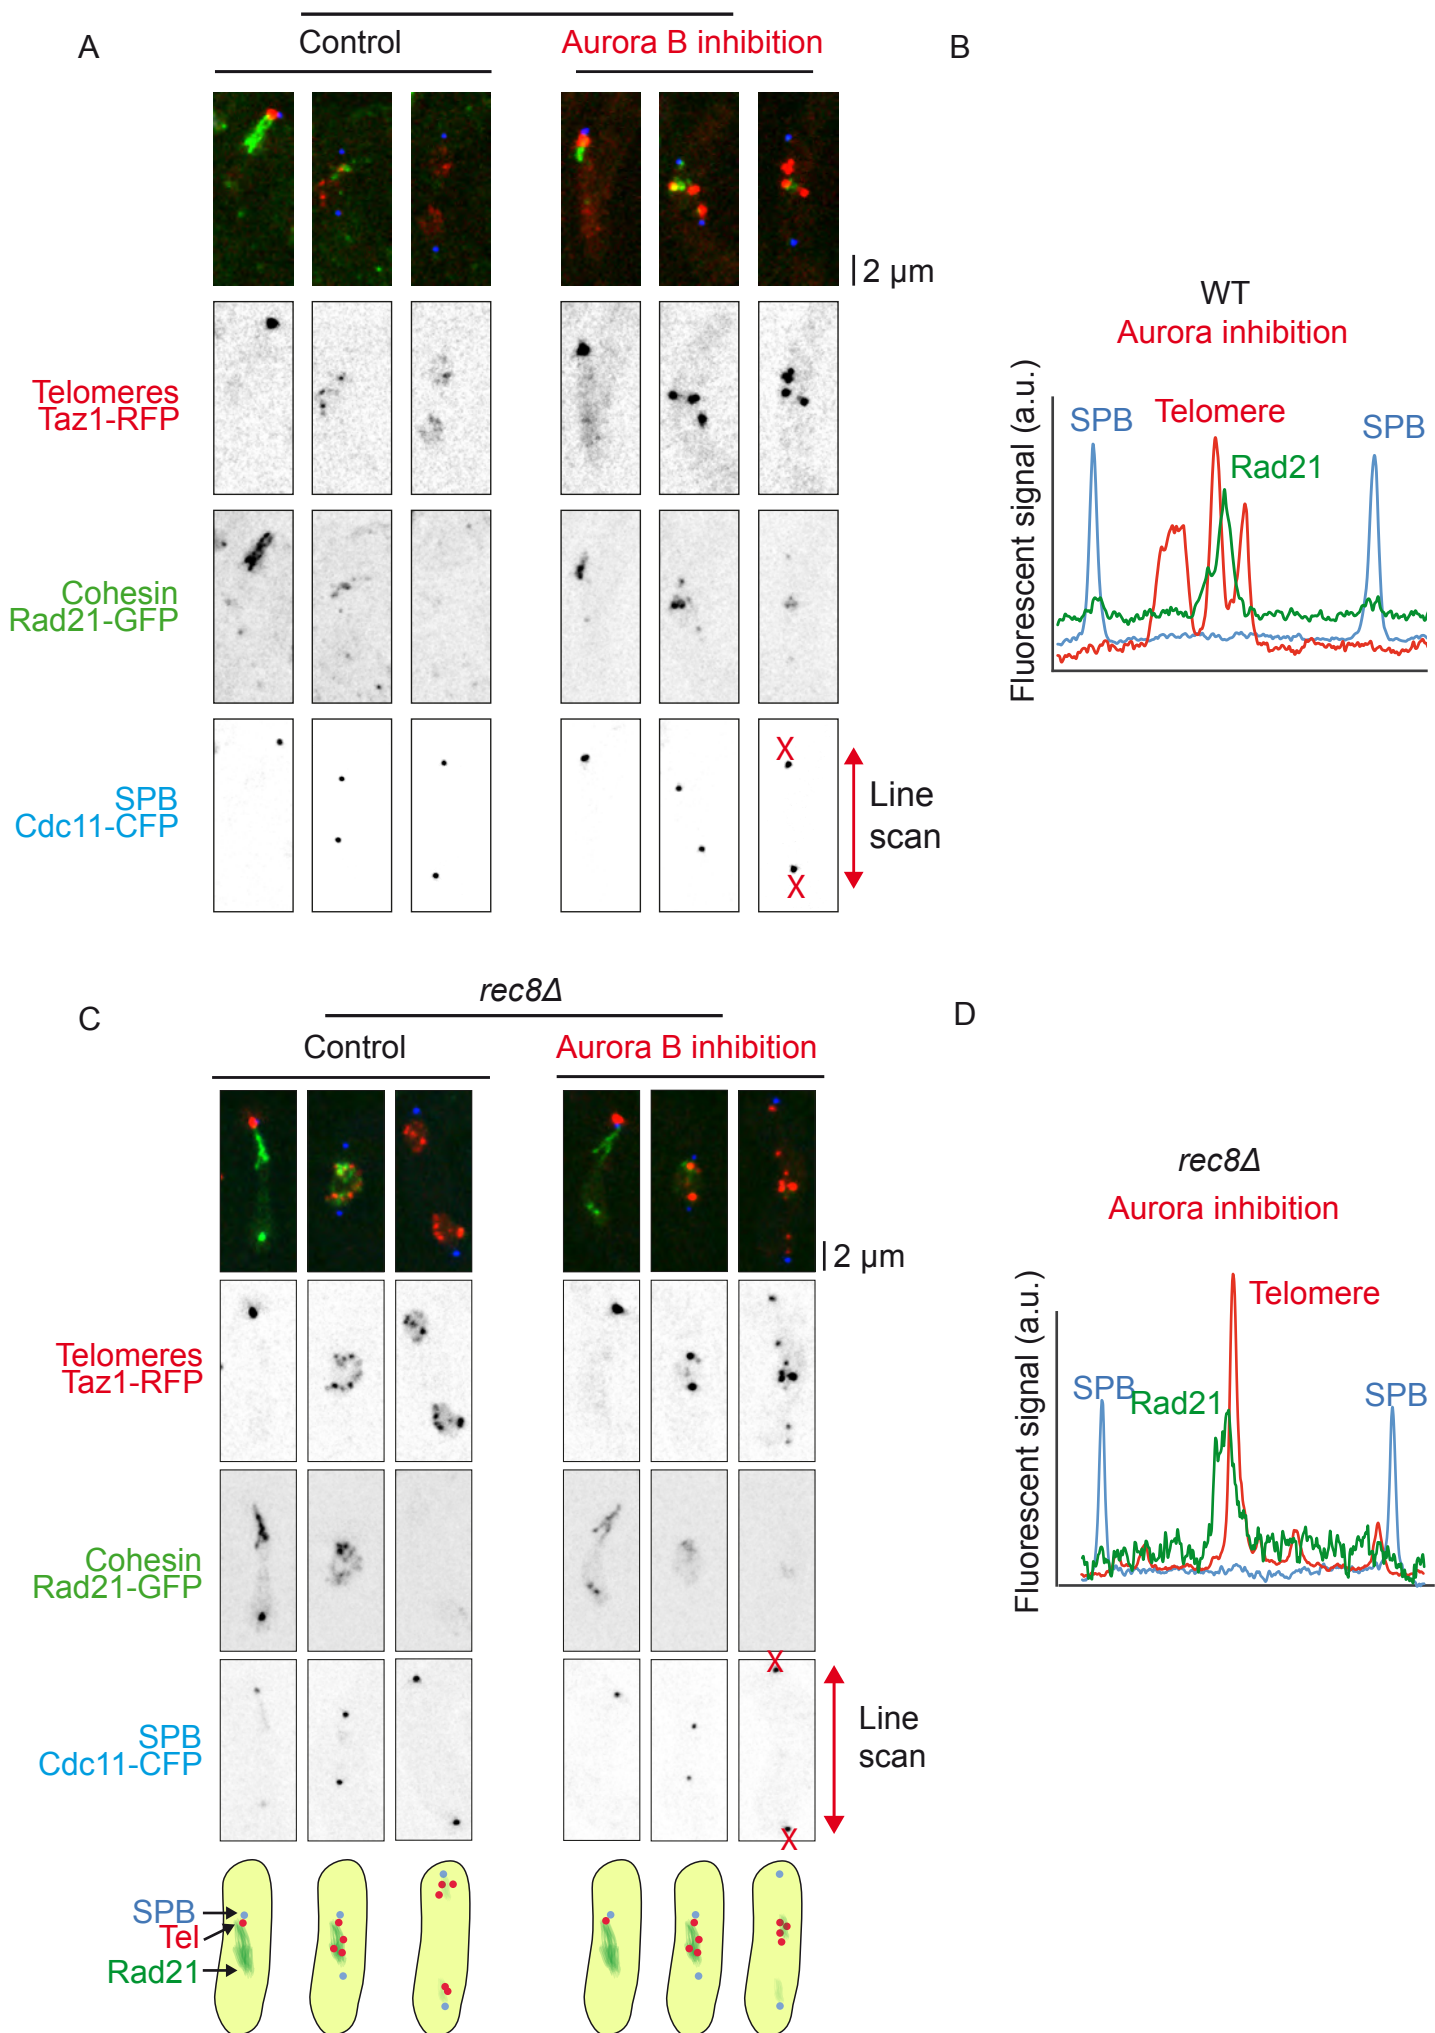 A
Control
Aurora B inhibition
B
2 µm
Telomeres
Taz1-RFP
Cohesin
Rad21-GFP
SPB
Cdc11-CFP
X
X
Line
scan
WT
Aurora inhibition
Fluorescent signal (a.u.)
SPB
Telomere
Rad21
SPB
C
rec8Δ
Control
Aurora B inhibition
D
2 µm
Telomeres
Taz1-RFP
Cohesin
Rad21-GFP
SPB
Cdc11-CFP
X
X
Line
scan
SPB
Tel
Rad21
rec8Δ
Aurora inhibition
Fluorescent signal (a.u.)
SPB
Rad21
Telomere
SPB